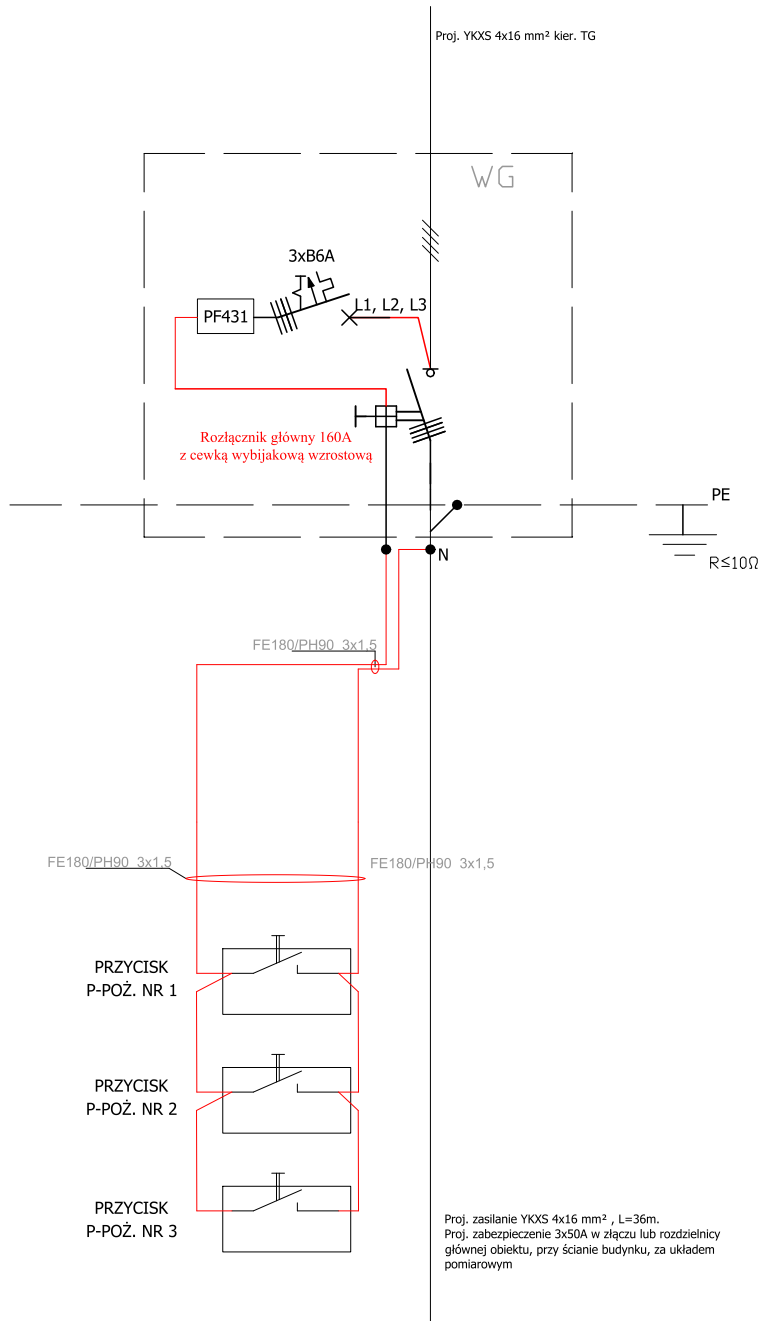 Proj. YKXS 4x16 mm² kier. TG
WG
3xB6A
L1, L2, L3
PF431
Rozłącznik główny 160A
z cewką wybijakową wzrostową
PE
N
R≤10Ω
FE180/PH90 3x1,5
FE180/PH90 3x1,5
FE180/PH90 3x1,5
PRZYCISK
P-POŻ. NR 1
PRZYCISK
P-POŻ. NR 2
PRZYCISK
P-POŻ. NR 3
Proj. zasilanie YKXS 4x16 mm² , L=36m.
Proj. zabezpieczenie 3x50A w złączu lub rozdzielnicy
głównej obiektu, przy ścianie budynku, za układem
pomiarowym